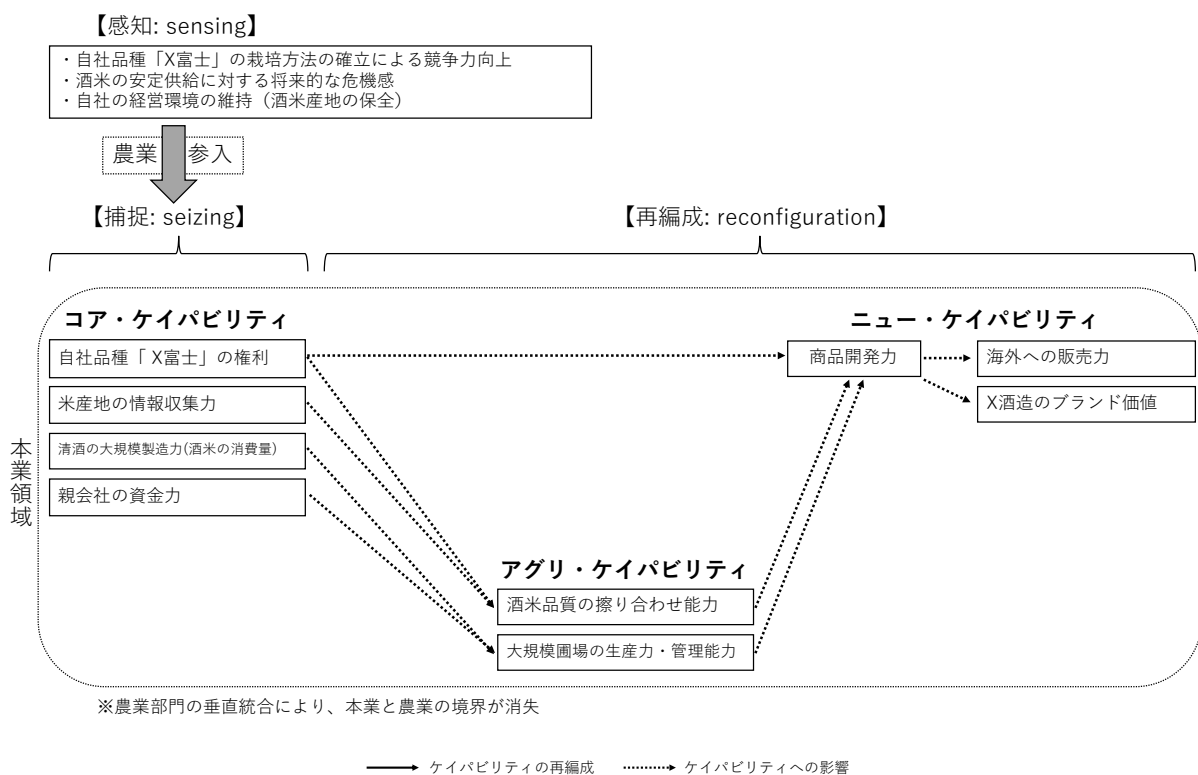 【感知: sensing】
・自社品種「X富士」の栽培方法の確立による競争力向上
・酒米の安定供給に対する将来的な危機感
・自社の経営環境の維持（酒米産地の保全）
農業 参入
【捕捉: seizing】
【再編成: reconfiguration】
コア・ケイパビリティ
ニュー・ケイパビリティ
自社品種「 X富士」の権利
商品開発力
海外への販売力
米産地の情報収集力
X酒造のブランド価値
清酒の大規模製造力(酒米の消費量)
親会社の資金力
本業領域
アグリ・ケイパビリティ
酒米品質の擦り合わせ能力
大規模圃場の生産力・管理能力
※農業部門の垂直統合により、本業と農業の境界が消失
ケイパビリティの再編成
ケイパビリティへの影響